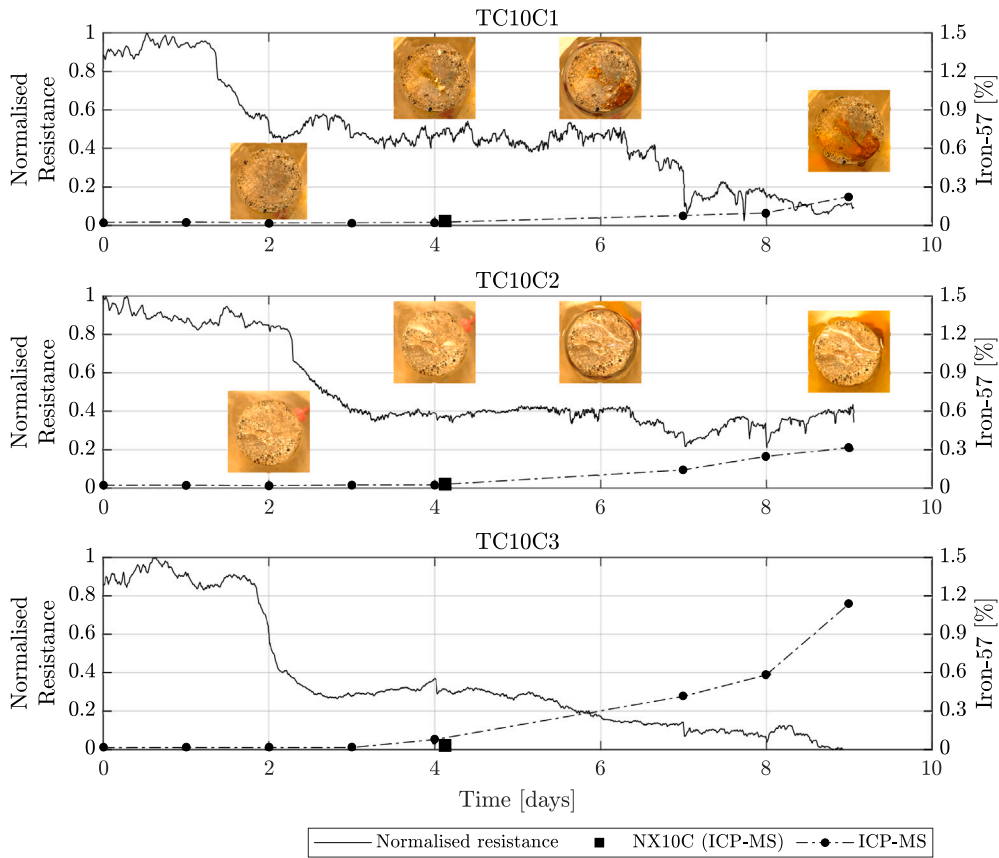 TC10C1
Normalised
Resistance
1
0.8
0.6
0.4
0.2
0
1.5
1.2
0.9
0.6
0.3
0
Iron-57 [%]
0 2 4 6 8 10
TC10C2
Normalised
Resistance
1
0.8
0.6
0.4
0.2
0
1.5
1.2
0.9
0.6
0.3
0
Iron-57 [%]
0 2 4 6 8 10
TC10C3
Normalised
Resistance
1
0.8
0.6
0.4
0.2
0
1.5
1.2
0.9
0.6
0.3
0
Iron-57 [%]
0 2 4 6 8 10
Time [days]
Normalised resistance NX10C (ICP-MS) ICP-MS